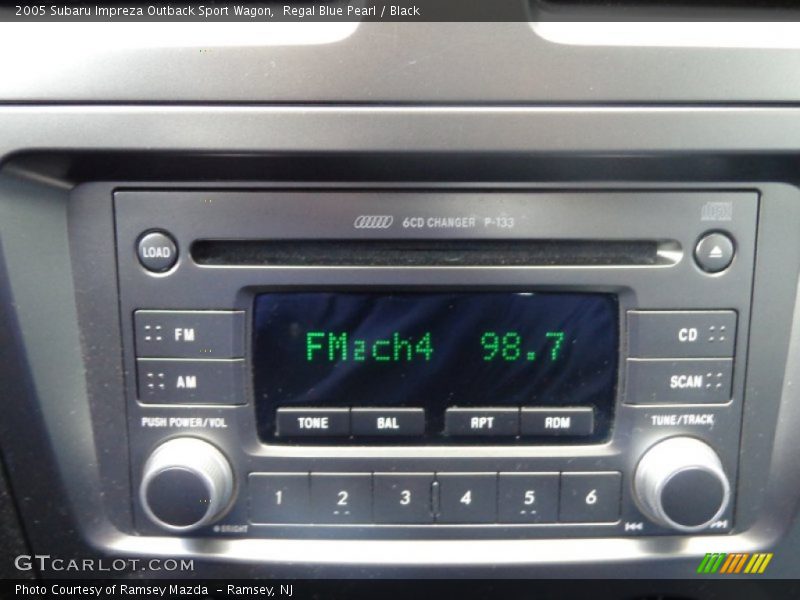 2005 Subaru Impreza Outback Sport Wagon, Regal Blue Pearl / Black
6CD CHANGER P-133
LOAD
FM
AM
FM2ch4 98.7
CD
SCAN
TONE
BAL
RPT
RDM
PUSH POWER/VOL
TUNE/TRACK
1 2 3 4 5 6
BRIGHT
GTCARLOT.COM
Photo Courtesy of Ramsey Mazda - Ramsey, NJ